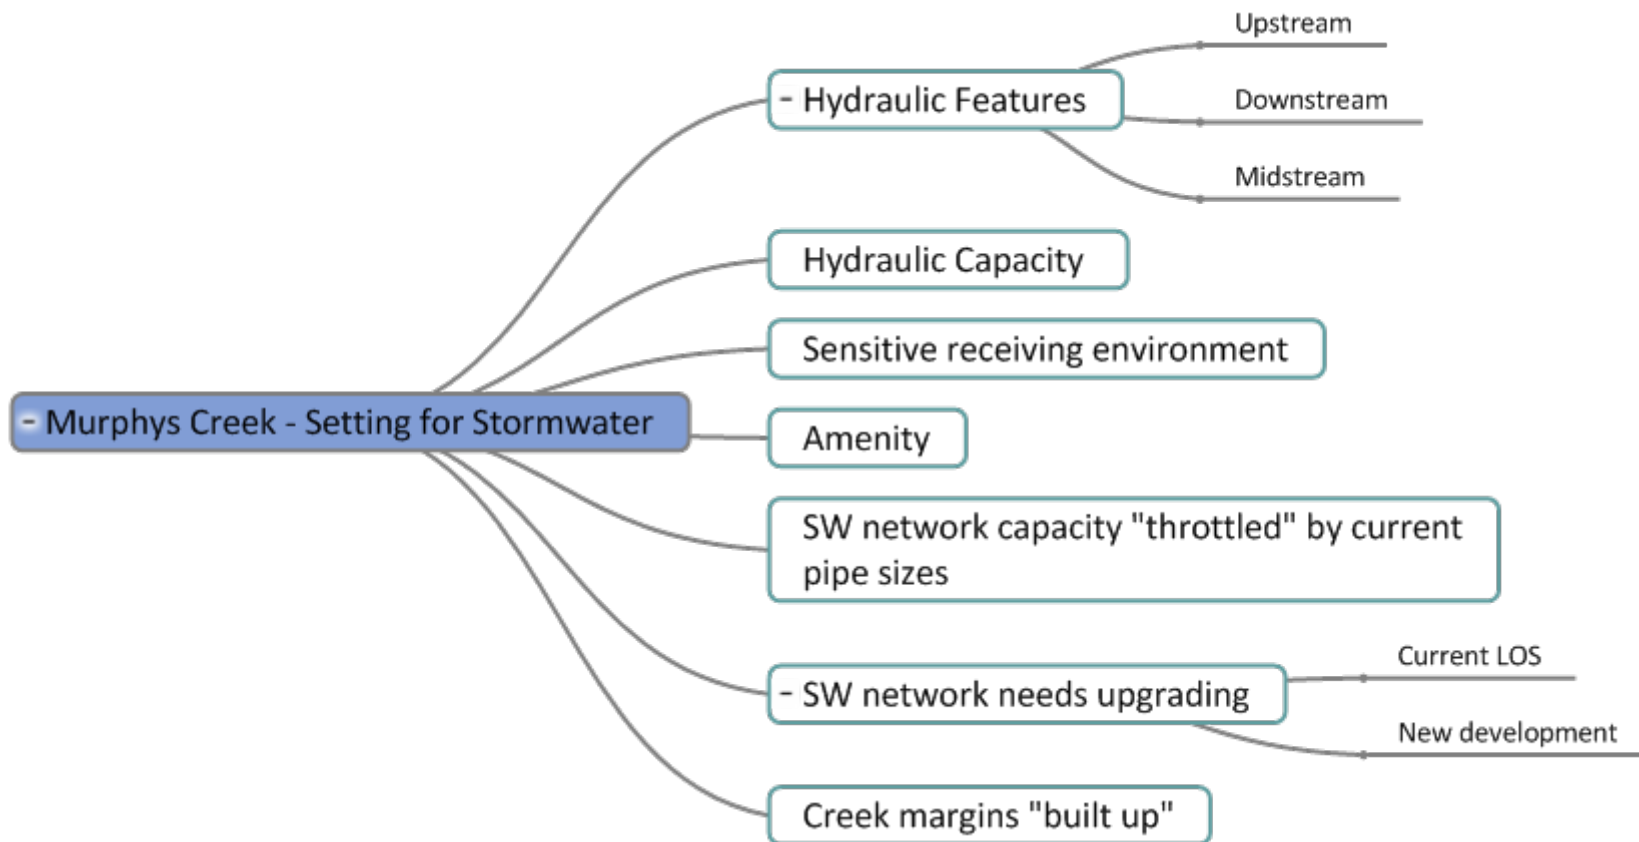 Upstream
- Hydraulic Features
Downstream
Midstream
Hydraulic Capacity
Sensitive receiving environment
- Murphys Creek - Setting for Stormwater
Amenity
SW network capacity "throttled" by current
pipe sizes
Current LOS
- SW network needs upgrading
New development
Creek margins "built up"